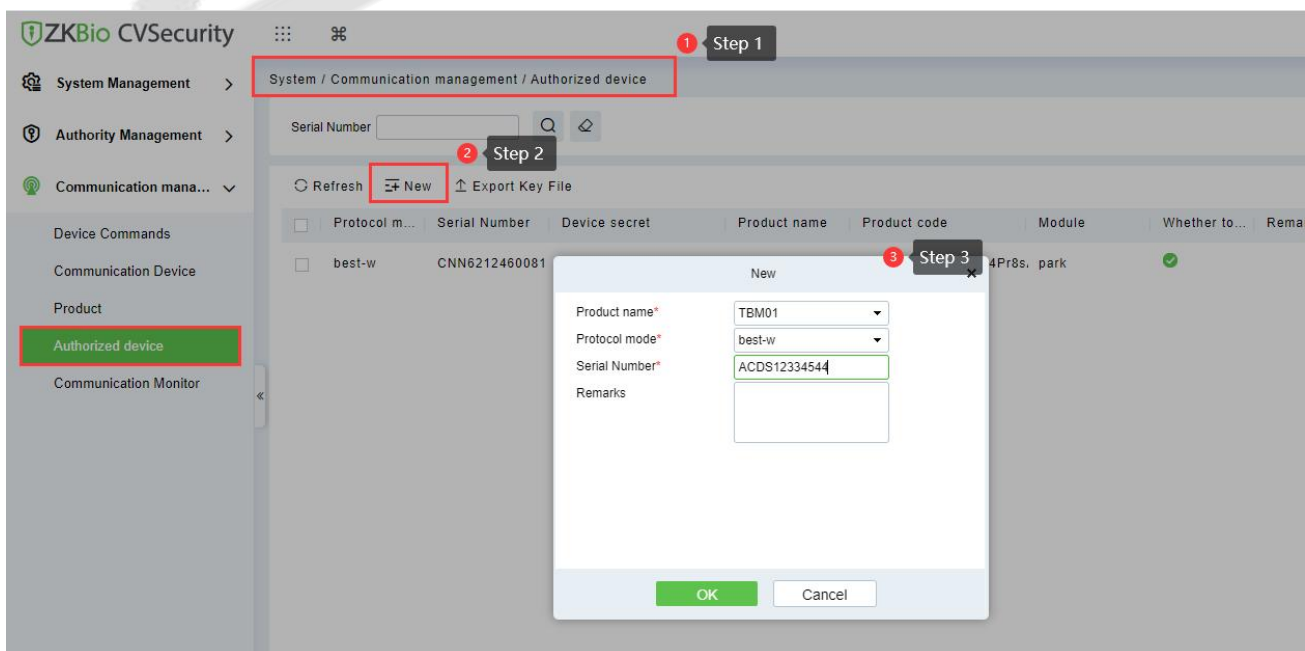 ZKBio CVSecurity
1 Step 1
System Management
System / Communication management / Authorized device
Authority Management
Serial Number
2 Step 2
Communication mana...
Refresh New Export Key File
Device Commands
Protocol m... Serial Number Device secret Product name Product code Module Whether to... Rema
Communication Device
best-w CNN6212460081 4Pr8s. park
3 Step 3
New
Product
Product name* TBM01
Authorized device
Protocol mode* best-w
Serial Number* ACDS12334544
Communication Monitor
Remarks
OK Cancel